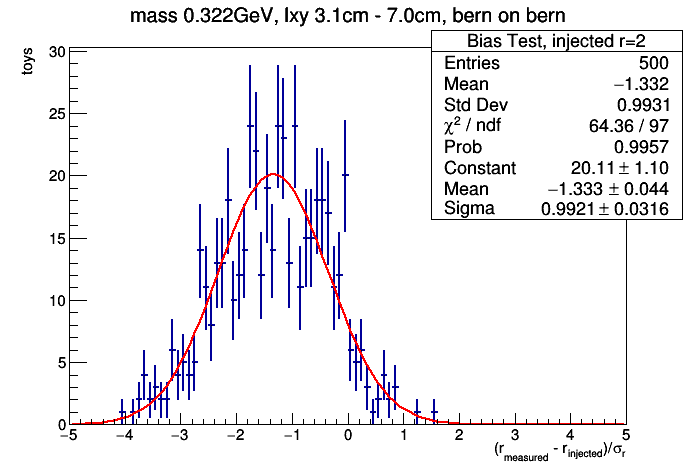 mass 0.322GeV, lxy 3.1cm - 7.0cm, bern on bern
toys
Bias Test, injected r=2
Entries 500
Mean −1.332
Std Dev 0.9931
χ² / ndf 64.36 / 97
Prob 0.9957
Constant 20.11 ± 1.10
Mean −1.333 ± 0.044
Sigma 0.9921 ± 0.0316
30
25
20
15
10
5
0
−5 −4 −3 −2 −1 0 1 2 3 4 5
(r_measured - r_injected)/σ_r